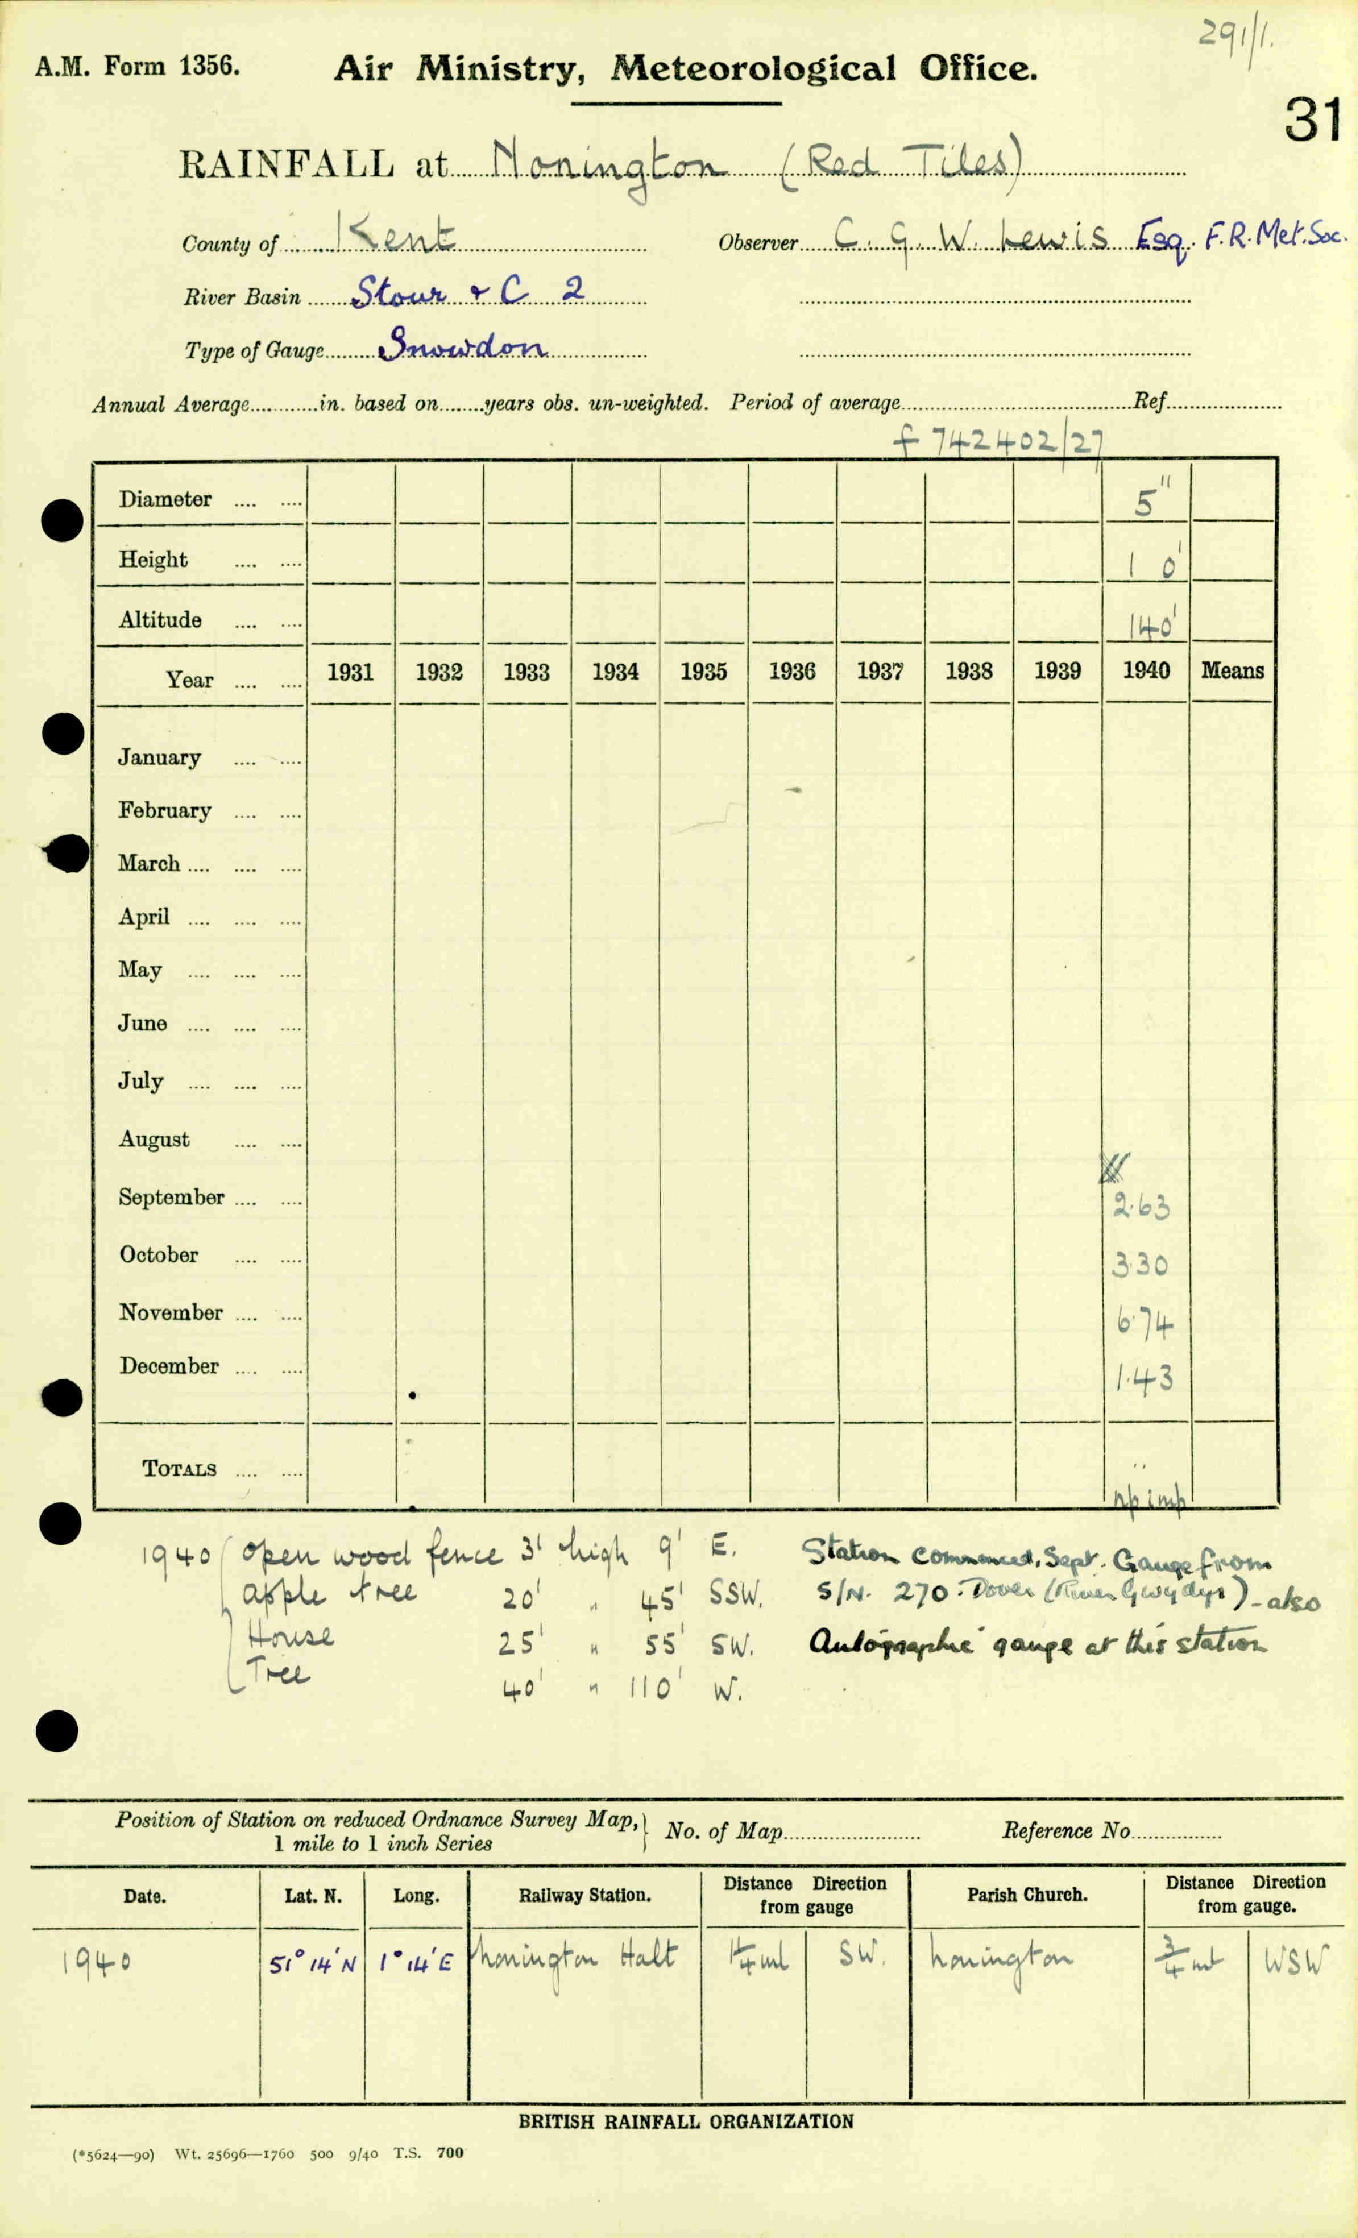 291/1.
A.M. Form 1356. Air Ministry, Meteorological Office.
31
RAINFALL at Nonington (Red Tiles)
County of Kent Observer C. G. W. Lewis Esq. F.R.Met.Soc.
River Basin Stour & C 2
Type of Gauge Snowdon
Annual Average............in. based on........years obs. un-weighted. Period of average........ Ref........
f 742402/27
Diameter .... .... 5"
Height .... .... 1 0'
Altitude .... .... 140'
Year .... .... 1931 1932 1933 1934 1935 1936 1937 1938 1939 1940 Means
January .... ....
February .... ....
March .... .... ....
April .... .... ....
May .... .... ....
June .... .... ....
July .... .... ....
August .... ....
September .... .... 2.63
October .... .... 3.30
November .... .... 6.74
December .... .... 1.43
TOTALS .... ....
1940 open wood fence 3' high 9' E. Station commenced. Sept. Gauge from
apple tree 20' " 45' SSW. S/N. 270. Dover (River Gwydyr) - also
House 25' " 55' SW. Autographic gauge at this station
Tree 40' " 110' W.
Position of Station on reduced Ordnance Survey Map, No. of Map........ Reference No........
1 mile to 1 inch Series
Date. Lat. N. Long. Railway Station. Distance Direction from gauge Parish Church. Distance Direction from gauge.
1940 51° 14' N 1° 14' E Nonington Halt 1¼ ml SW. Nonington ¾ ml WSW
BRITISH RAINFALL ORGANIZATION
(*5624—90) Wt. 25696—1760 500 9/40 T.S. 700